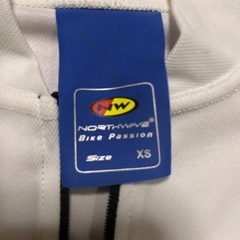 NW
NORTHWAVE®
Bike Passion
Size XS